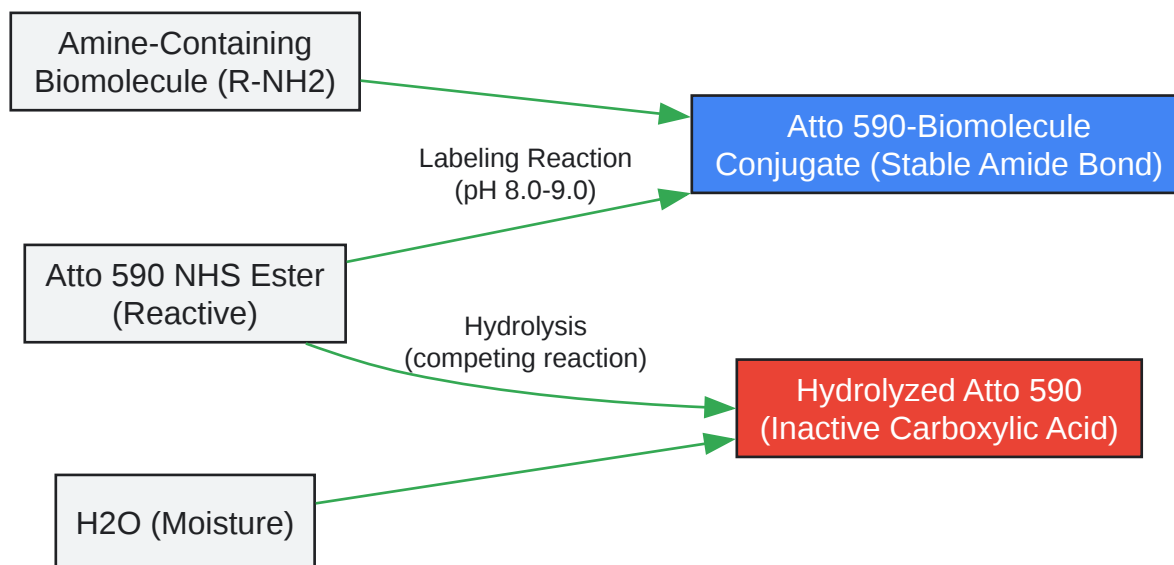 Amine-Containing
Biomolecule (R-NH2)
Atto 590-Biomolecule
Conjugate (Stable Amide Bond)
Labeling Reaction
(pH 8.0-9.0)
Atto 590 NHS Ester
(Reactive)
Hydrolysis
(competing reaction)
Hydrolyzed Atto 590
(Inactive Carboxylic Acid)
H2O (Moisture)